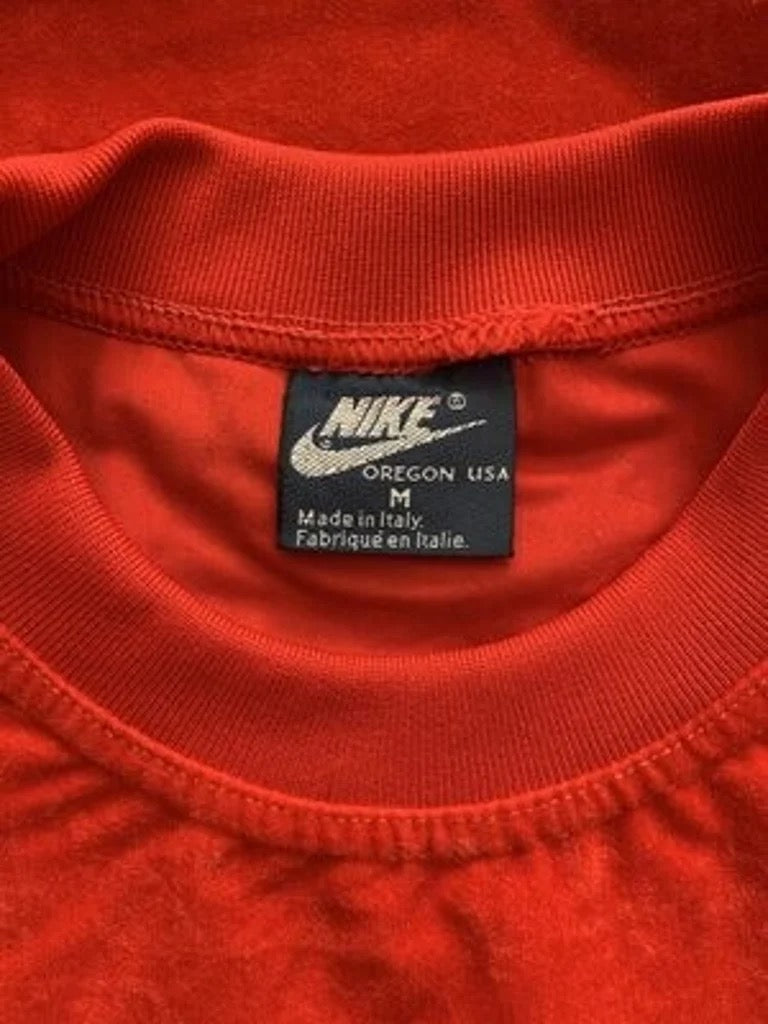 NIKE ®
OREGON USA
M
Made in Italy.
Fabriqué en Italie.